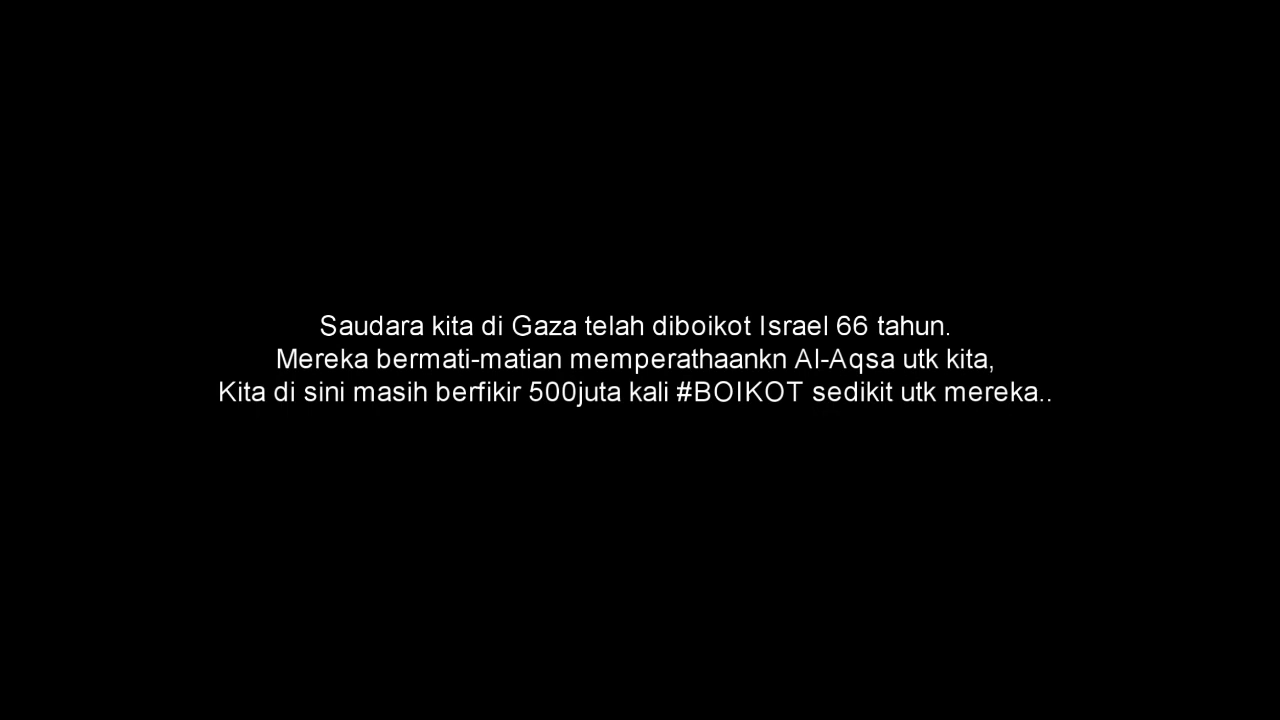 Saudara kita di Gaza telah diboikot Israel 66 tahun.
Mereka bermati-matian memperathaankn Al-Aqsa utk kita,
Kita di sini masih berfikir 500juta kali #BOIKOT sedikit utk mereka..